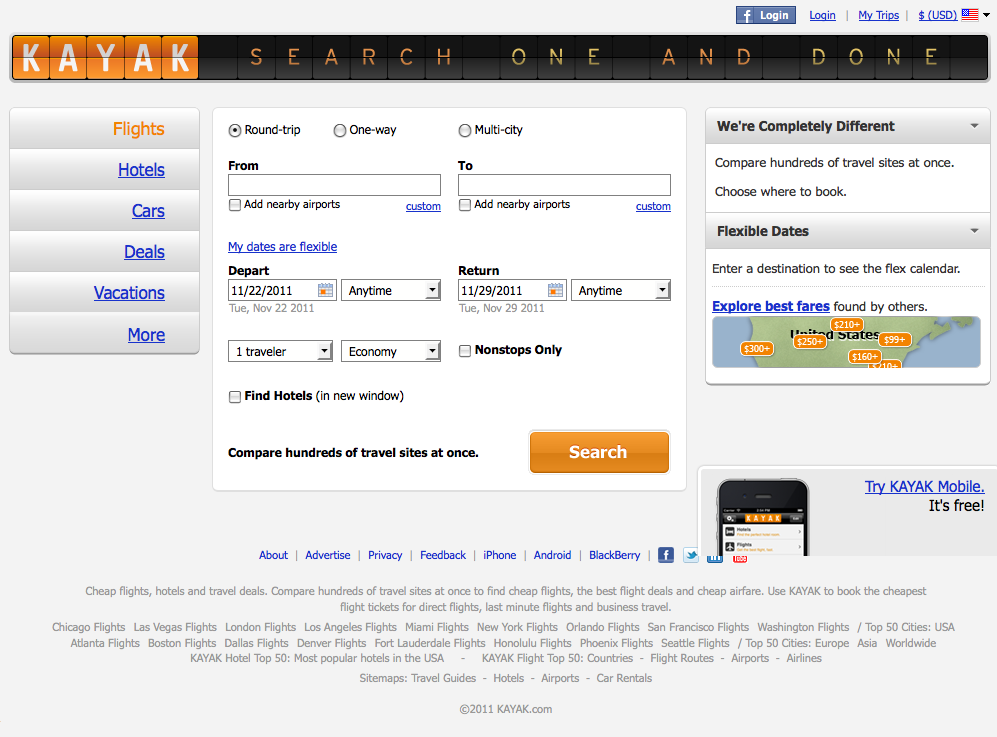 f Login Login | My Trips | $ (USD)
KAYAK SEARCH ONE AND DONE
Flights
Hotels
Cars
Deals
Vacations
More
Round-trip One-way Multi-city
From To
Add nearby airports custom Add nearby airports custom
My dates are flexible
Depart Return
11/22/2011 Anytime 11/29/2011 Anytime
Tue, Nov 22 2011 Tue, Nov 29 2011
1 traveler Economy Nonstops Only
Find Hotels (in new window)
Compare hundreds of travel sites at once. Search
We're Completely Different
Compare hundreds of travel sites at once.
Choose where to book.
Flexible Dates
Enter a destination to see the flex calendar.
Explore best fares found by others.
United States
$210+
$300+ $250+ $99+
$160+
$210+
Try KAYAK Mobile.
It's free!
KAYAK
Hotels
Flights
About | Advertise | Privacy | Feedback | iPhone | Android | BlackBerry | f
Cheap flights, hotels and travel deals. Compare hundreds of travel sites at once to find cheap flights, the best flight deals and cheap airfare. Use KAYAK to book the cheapest
flight tickets for direct flights, last minute flights and business travel.
Chicago Flights Las Vegas Flights London Flights Los Angeles Flights Miami Flights New York Flights Orlando Flights San Francisco Flights Washington Flights / Top 50 Cities: USA
Atlanta Flights Boston Flights Dallas Flights Denver Flights Fort Lauderdale Flights Honolulu Flights Phoenix Flights Seattle Flights / Top 50 Cities: Europe Asia Worldwide
KAYAK Hotel Top 50: Most popular hotels in the USA - KAYAK Flight Top 50: Countries - Flight Routes - Airports - Airlines
Sitemaps: Travel Guides - Hotels - Airports - Car Rentals
©2011 KAYAK.com